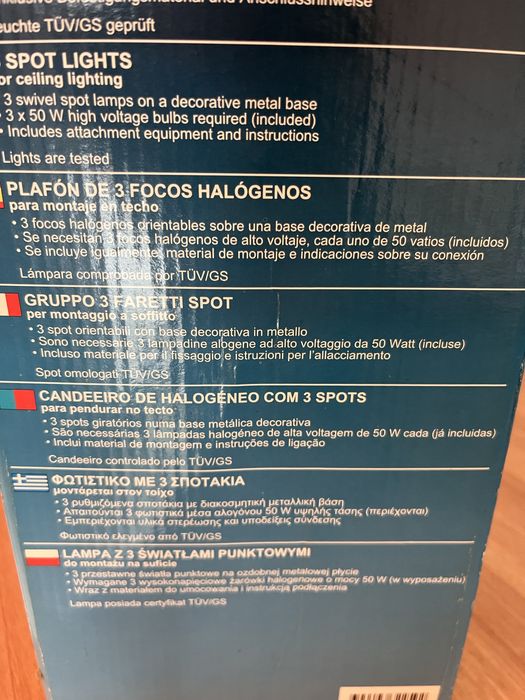 Anschlusshinweise
euchte TÜV/GS geprüft
SPOT LIGHTS
or ceiling lighting
3 swivel spot lamps on a decorative metal base
• 3 x 50 W high voltage bulbs required (included)
• Includes attachment equipment and instructions
Lights are tested
PLAFÓN DE 3 FOCOS HALÓGENOS
para montaje en techo
• 3 focos halógenos orientables sobre una base decorativa de metal
• Se necesitan 3 focos halógenos de alto voltaje, cada uno de 50 vatios (incluidos)
• Se incluye igualmente material de montaje e indicaciones sobre su conexión
Lámpara comprobada por TÜV/GS
GRUPPO 3 FARETTI SPOT
per montaggio a soffitto
• 3 spot orientabili con base decorativa in metallo
• Sono necessarie 3 lampadine alogene ad alto voltaggio da 50 Watt (incluse)
• Incluso materiale per il fissaggio e istruzioni per l'allacciamento
Spot omologati TÜV/GS
CANDEEIRO DE HALOGÉNEO COM 3 SPOTS
para pendurar no tecto
• 3 spots giratórios numa base metálica decorativa
• São necessárias 3 lâmpadas halogéneo de alta voltagem de 50 W cada (já incluidas)
• Inclui material de montagem e instruções de ligação
Candeeiro controlado pelo TÜV/GS
ΦΩΤΙΣΤΙΚΟ ΜΕ 3 ΣΠΟΤΑΚΙΑ
μοντάρεται στον τοίχο
• 3 ρυθμιζόμενα σποτάκια με διακοσμητική μεταλλική βάση
• Απαιτούνται 3 φωτιστικά μέσα αλογόνου 50 W υψηλής τάσης (περιέχονται)
• Εμπεριέχονται υλικά στερέωσης και υποδείξεις σύνδεσης
Φωτιστικό ελεγμένο από TÜV/GS
LAMPA Z 3 ŚWIATŁAMI PUNKTOWYMI
do montażu na suficie
• 3 przestawne światła punktowe na ozdobnej metalowej płycie
• Wymagane 3 wysokonapięciowe żarówki halogenowe o mocy 50 W (w wyposażeniu)
• Wraz z materiałem do umocowania i instrukcją podłączenia
Lampa posiada certyfikat TÜV/GS